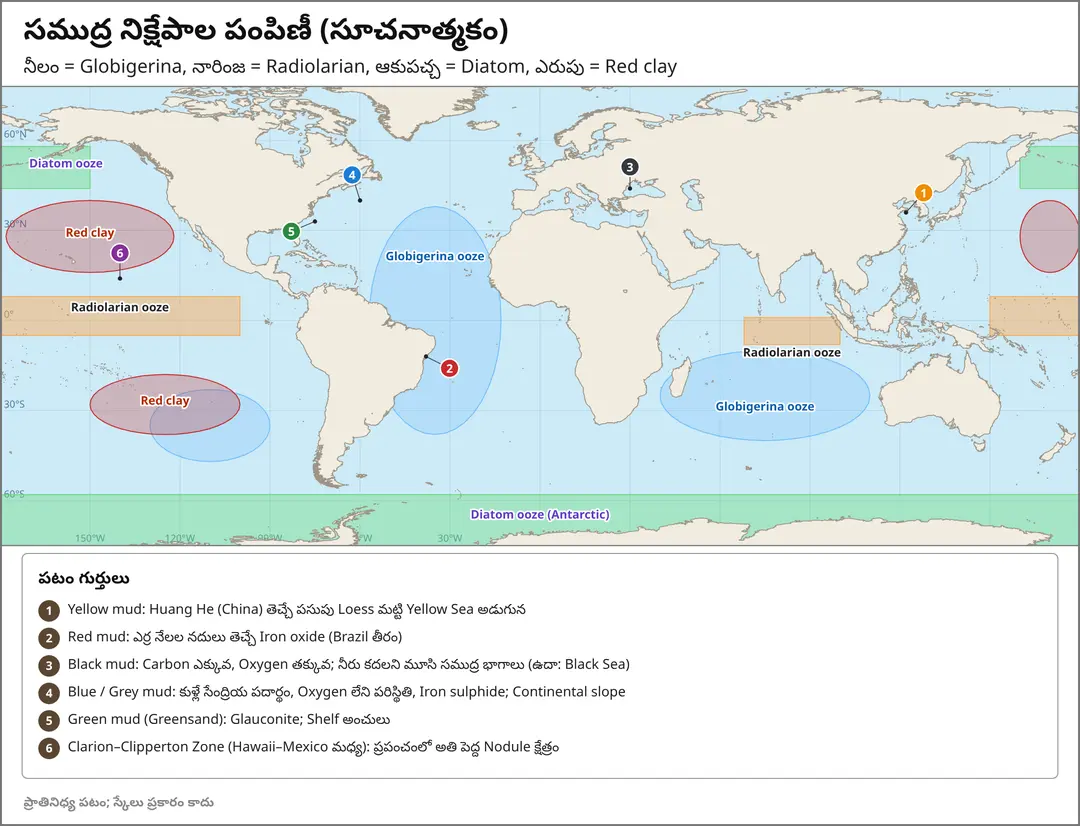 సముద్ర నిక్షేపాల పంపిణీ (సూచనాత్మకం)
నీలం = Globigerina, నారింజ = Radiolarian, ఆకుపచ్చ = Diatom, ఎరుపు = Red clay
60°N
Diatom ooze
3
4
1
30°N
Red clay
5
6
Globigerina ooze
Radiolarian ooze
0°
Radiolarian ooze
2
Red clay
30°S
Globigerina ooze
60°S
Diatom ooze (Antarctic)
150°W 120°W 30°W
పటం గుర్తులు
1 Yellow mud: Huang He (China) తెచ్చే పసుపు Loess మట్టి Yellow Sea అడుగున
2 Red mud: ఎర్ర నేలల నదులు తెచ్చే Iron oxide (Brazil తీరం)
3 Black mud: Carbon ఎక్కువ, Oxygen తక్కువ; నీరు కదలని మూసి సముద్ర భాగాలు (ఉదా: Black Sea)
4 Blue / Grey mud: కుళ్లే సేంద్రియ పదార్థం, Oxygen లేని పరిస్థితి, Iron sulphide; Continental slope
5 Green mud (Greensand): Glauconite; Shelf అంచులు
6 Clarion–Clipperton Zone (Hawaii–Mexico మధ్య): ప్రపంచంలో అతి పెద్ద Nodule క్షేత్రం
ప్రాతినిధ్య పటం; స్కేలు ప్రకారం కాదు